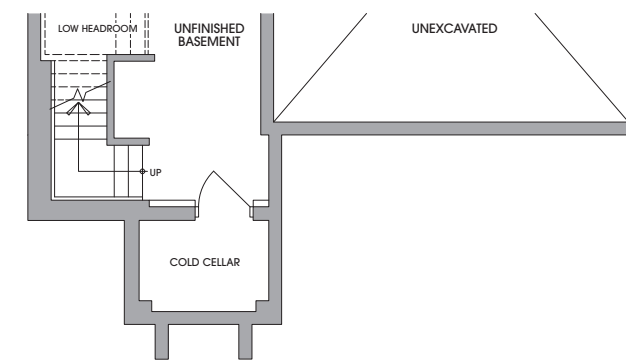 LOW HEADROOM
UNFINISHED
BASEMENT
UNEXCAVATED
UP
COLD CELLAR